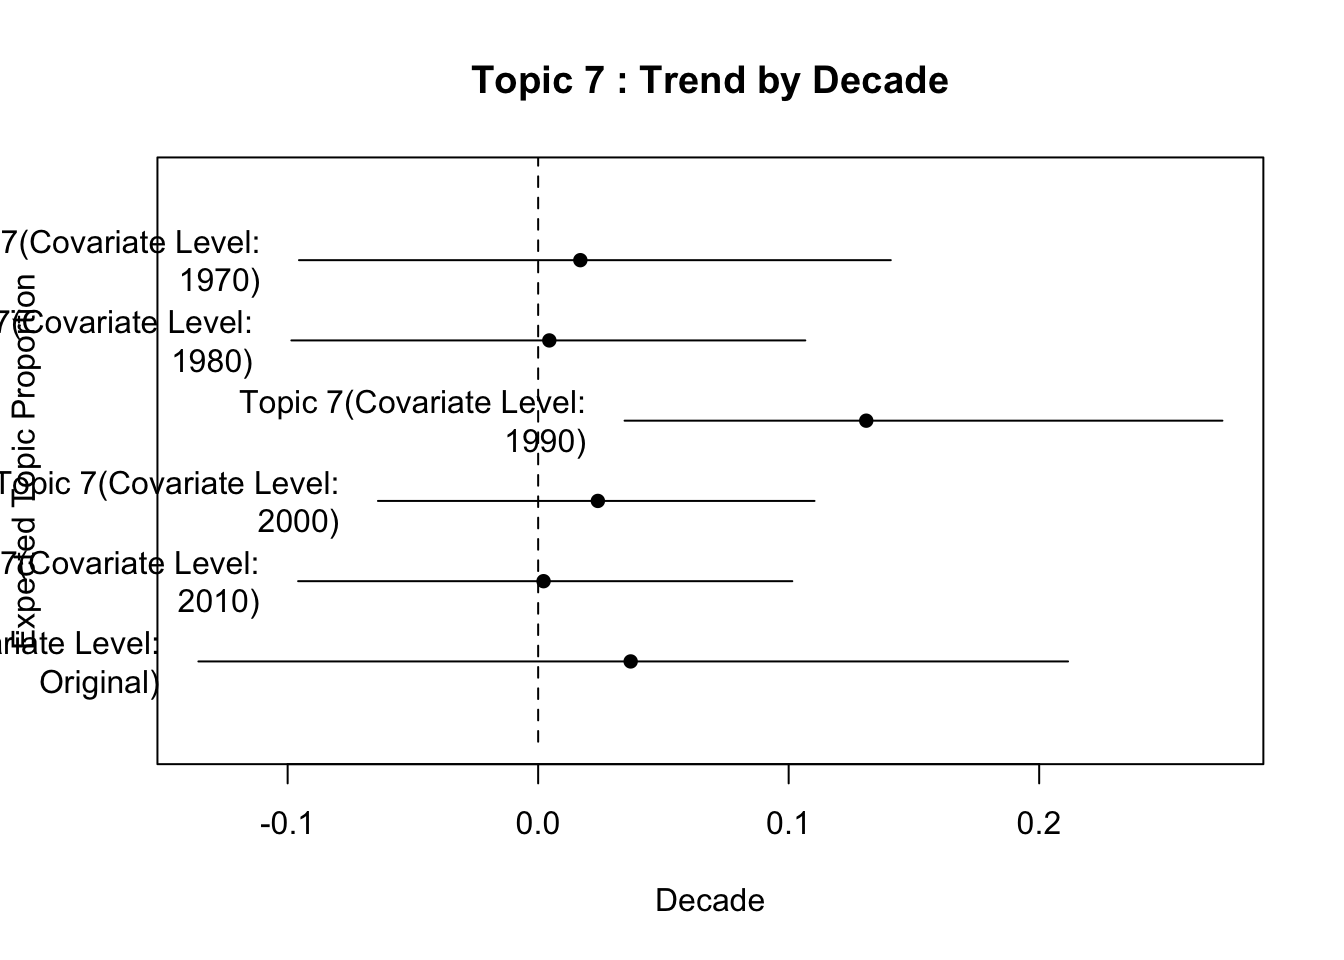 Topic 7 : Trend by Decade
7(Covariate Level:
1970)
7(Covariate Level:
1980)
Topic 7(Covariate Level:
1990)
Topic 7(Covariate Level:
2000)
7(Covariate Level:
2010)
ariate Level:
Original)
Expected Topic Proportion
-0.1
0.0
0.1
0.2
Decade